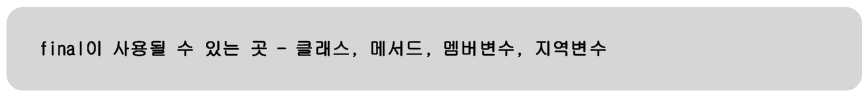 final이 사용될 수 있는 곳 - 클래스, 메서드, 멤버변수, 지역변수